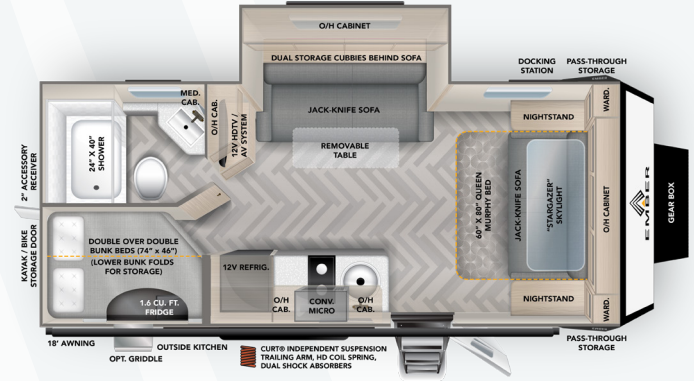 O/H CABINET
DUAL STORAGE CUBBIES BEHIND SOFA
JACK-KNIFE SOFA
REMOVABLE
TABLE
DOCKING
STATION
PASS-THROUGH
STORAGE
MED.
CAB.
O/H CAB.
12V HDTV /
AV SYSTEM
24" X 40"
SHOWER
2" ACCESSORY
RECEIVER
KAYAK / BIKE
STORAGE DOOR
DOUBLE OVER DOUBLE
BUNK BEDS (74" x 46")
(LOWER BUNK FOLDS
FOR STORAGE)
1.6 CU. FT.
FRIDGE
12V REFRIG.
O/H
CAB.
CONV.
MICRO
O/H
CAB.
NIGHTSTAND
WARD.
60" X 80" QUEEN
MURPHY BED
JACK-KNIFE SOFA
"STARGAZER"
SKYLIGHT
O/H CABINET
EMBER
GEAR BOX
NIGHTSTAND
WARD.
PASS-THROUGH
STORAGE
18' AWNING
OPT. GRIDDLE
OUTSIDE KITCHEN
CURT® INDEPENDENT SUSPENSION
TRAILING ARM, HD COIL SPRING,
DUAL SHOCK ABSORBERS